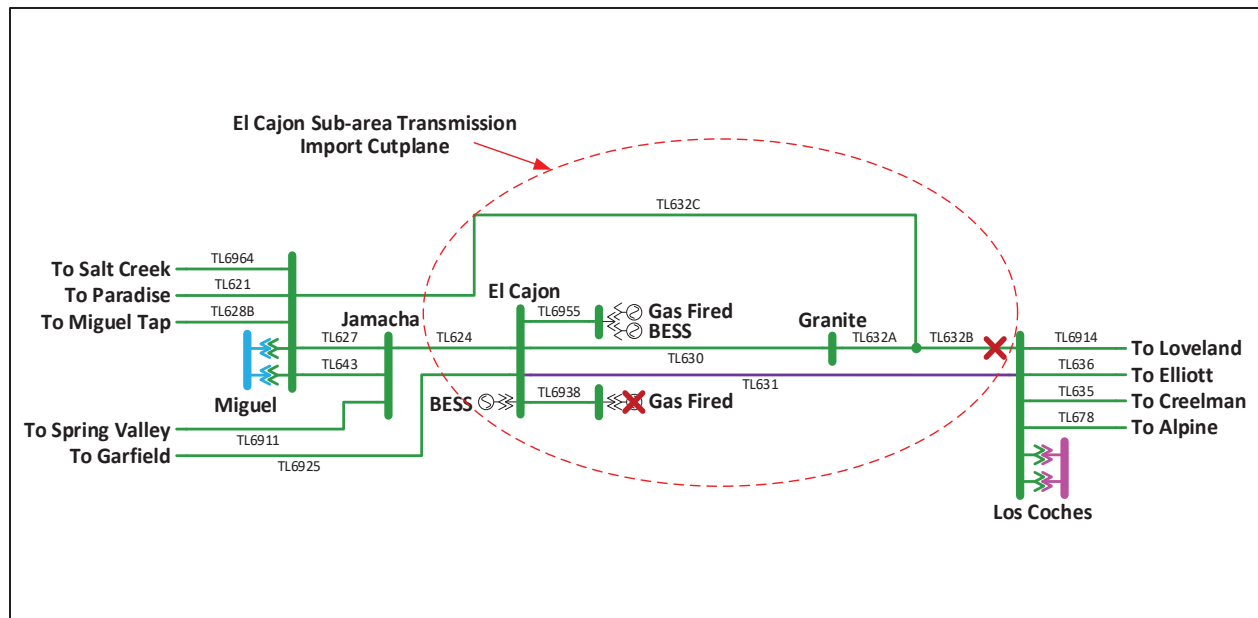 El Cajon Sub-area Transmission
Import Cutplane
TL632C
To Salt Creek
TL6964
To Paradise
TL621
To Miguel Tap
TL628B
El Cajon
Jamacha
TL6955
Gas Fired
BESS
Granite
TL627
TL624
TL632A
TL632B
TL6914
To Loveland
TL630
TL643
TL631
TL636
To Elliott
Miguel
BESS
TL6938
Gas Fired
TL635
To Creelman
To Spring Valley
TL6911
TL678
To Alpine
To Garfield
TL6925
Los Coches